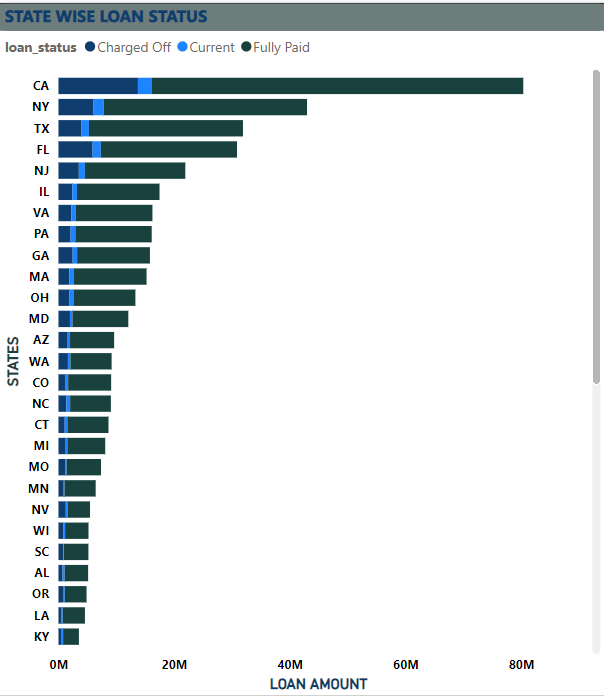 STATE WISE LOAN STATUS
loan_status Charged Off Current Fully Paid
CA
NY
TX
FL
NJ
IL
VA
PA
GA
MA
OH
MD
AZ
WA
CO
NC
CT
MI
MO
MN
NV
WI
SC
AL
OR
LA
KY
STATES
0M 20M 40M 60M 80M
LOAN AMOUNT